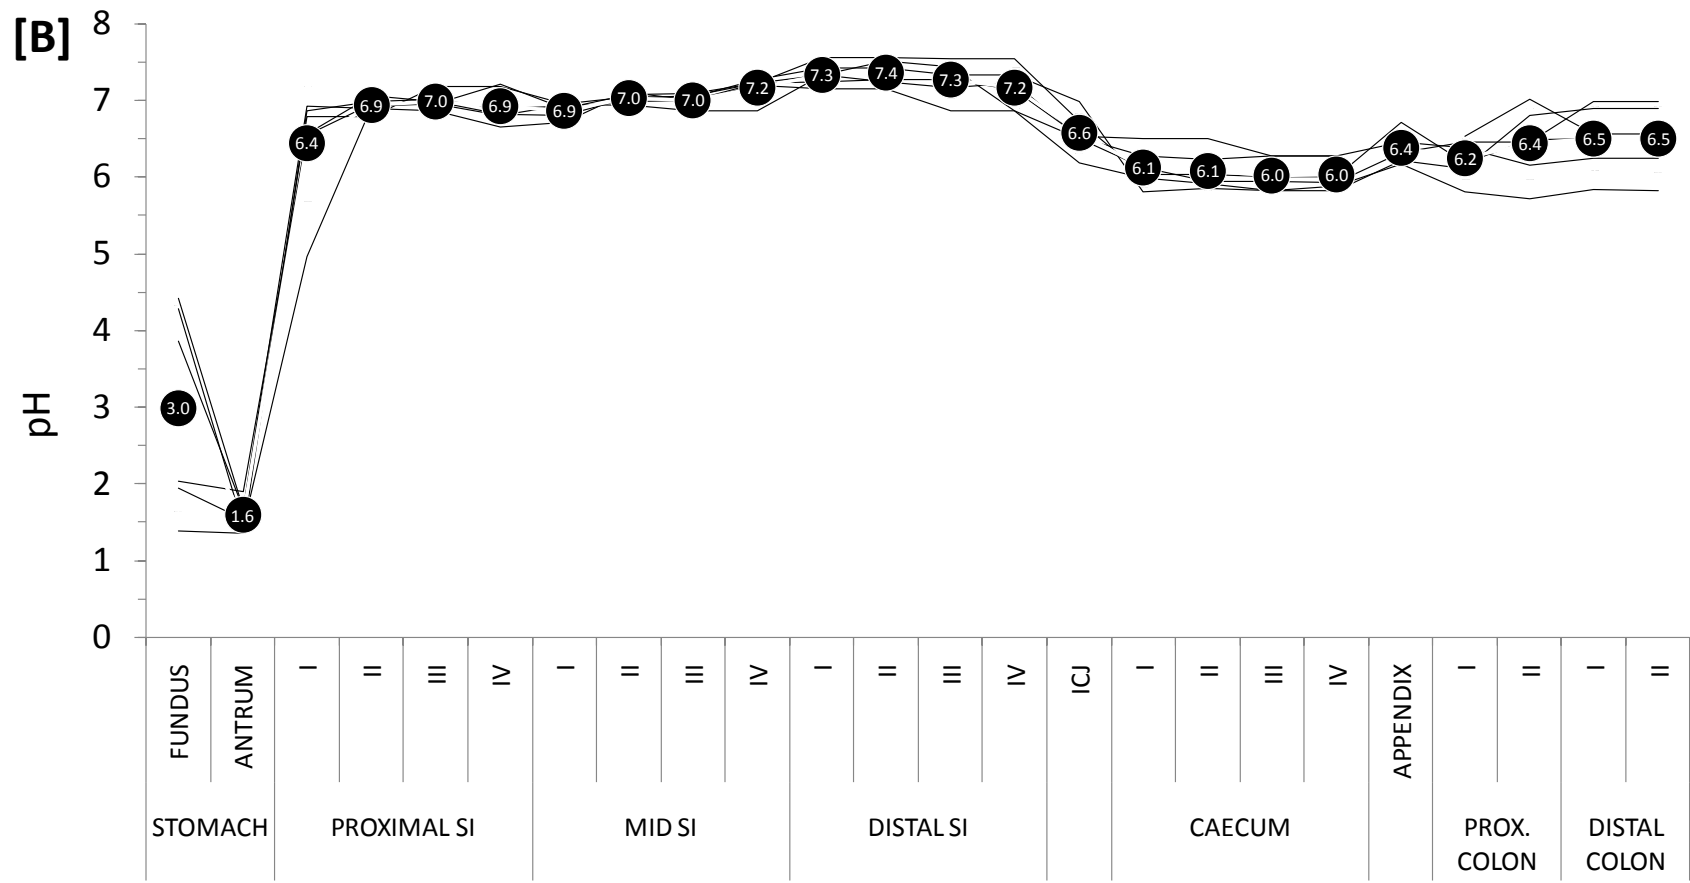 [B]
8
7
6
5
4
3
2
1
0
pH
3.0
1.6
6.4
6.9
7.0
6.9
6.9
7.0
7.0
7.2
7.3
7.4
7.3
7.2
6.6
6.1
6.1
6.0
6.0
6.4
6.2
6.4
6.5
6.5
FUNDUS
ANTRUM
I
II
III
IV
I
II
III
IV
I
II
III
IV
ICJ
I
II
III
IV
APPENDIX
I
II
I
II
STOMACH
PROXIMAL SI
MID SI
DISTAL SI
CAECUM
PROX.
COLON
DISTAL
COLON